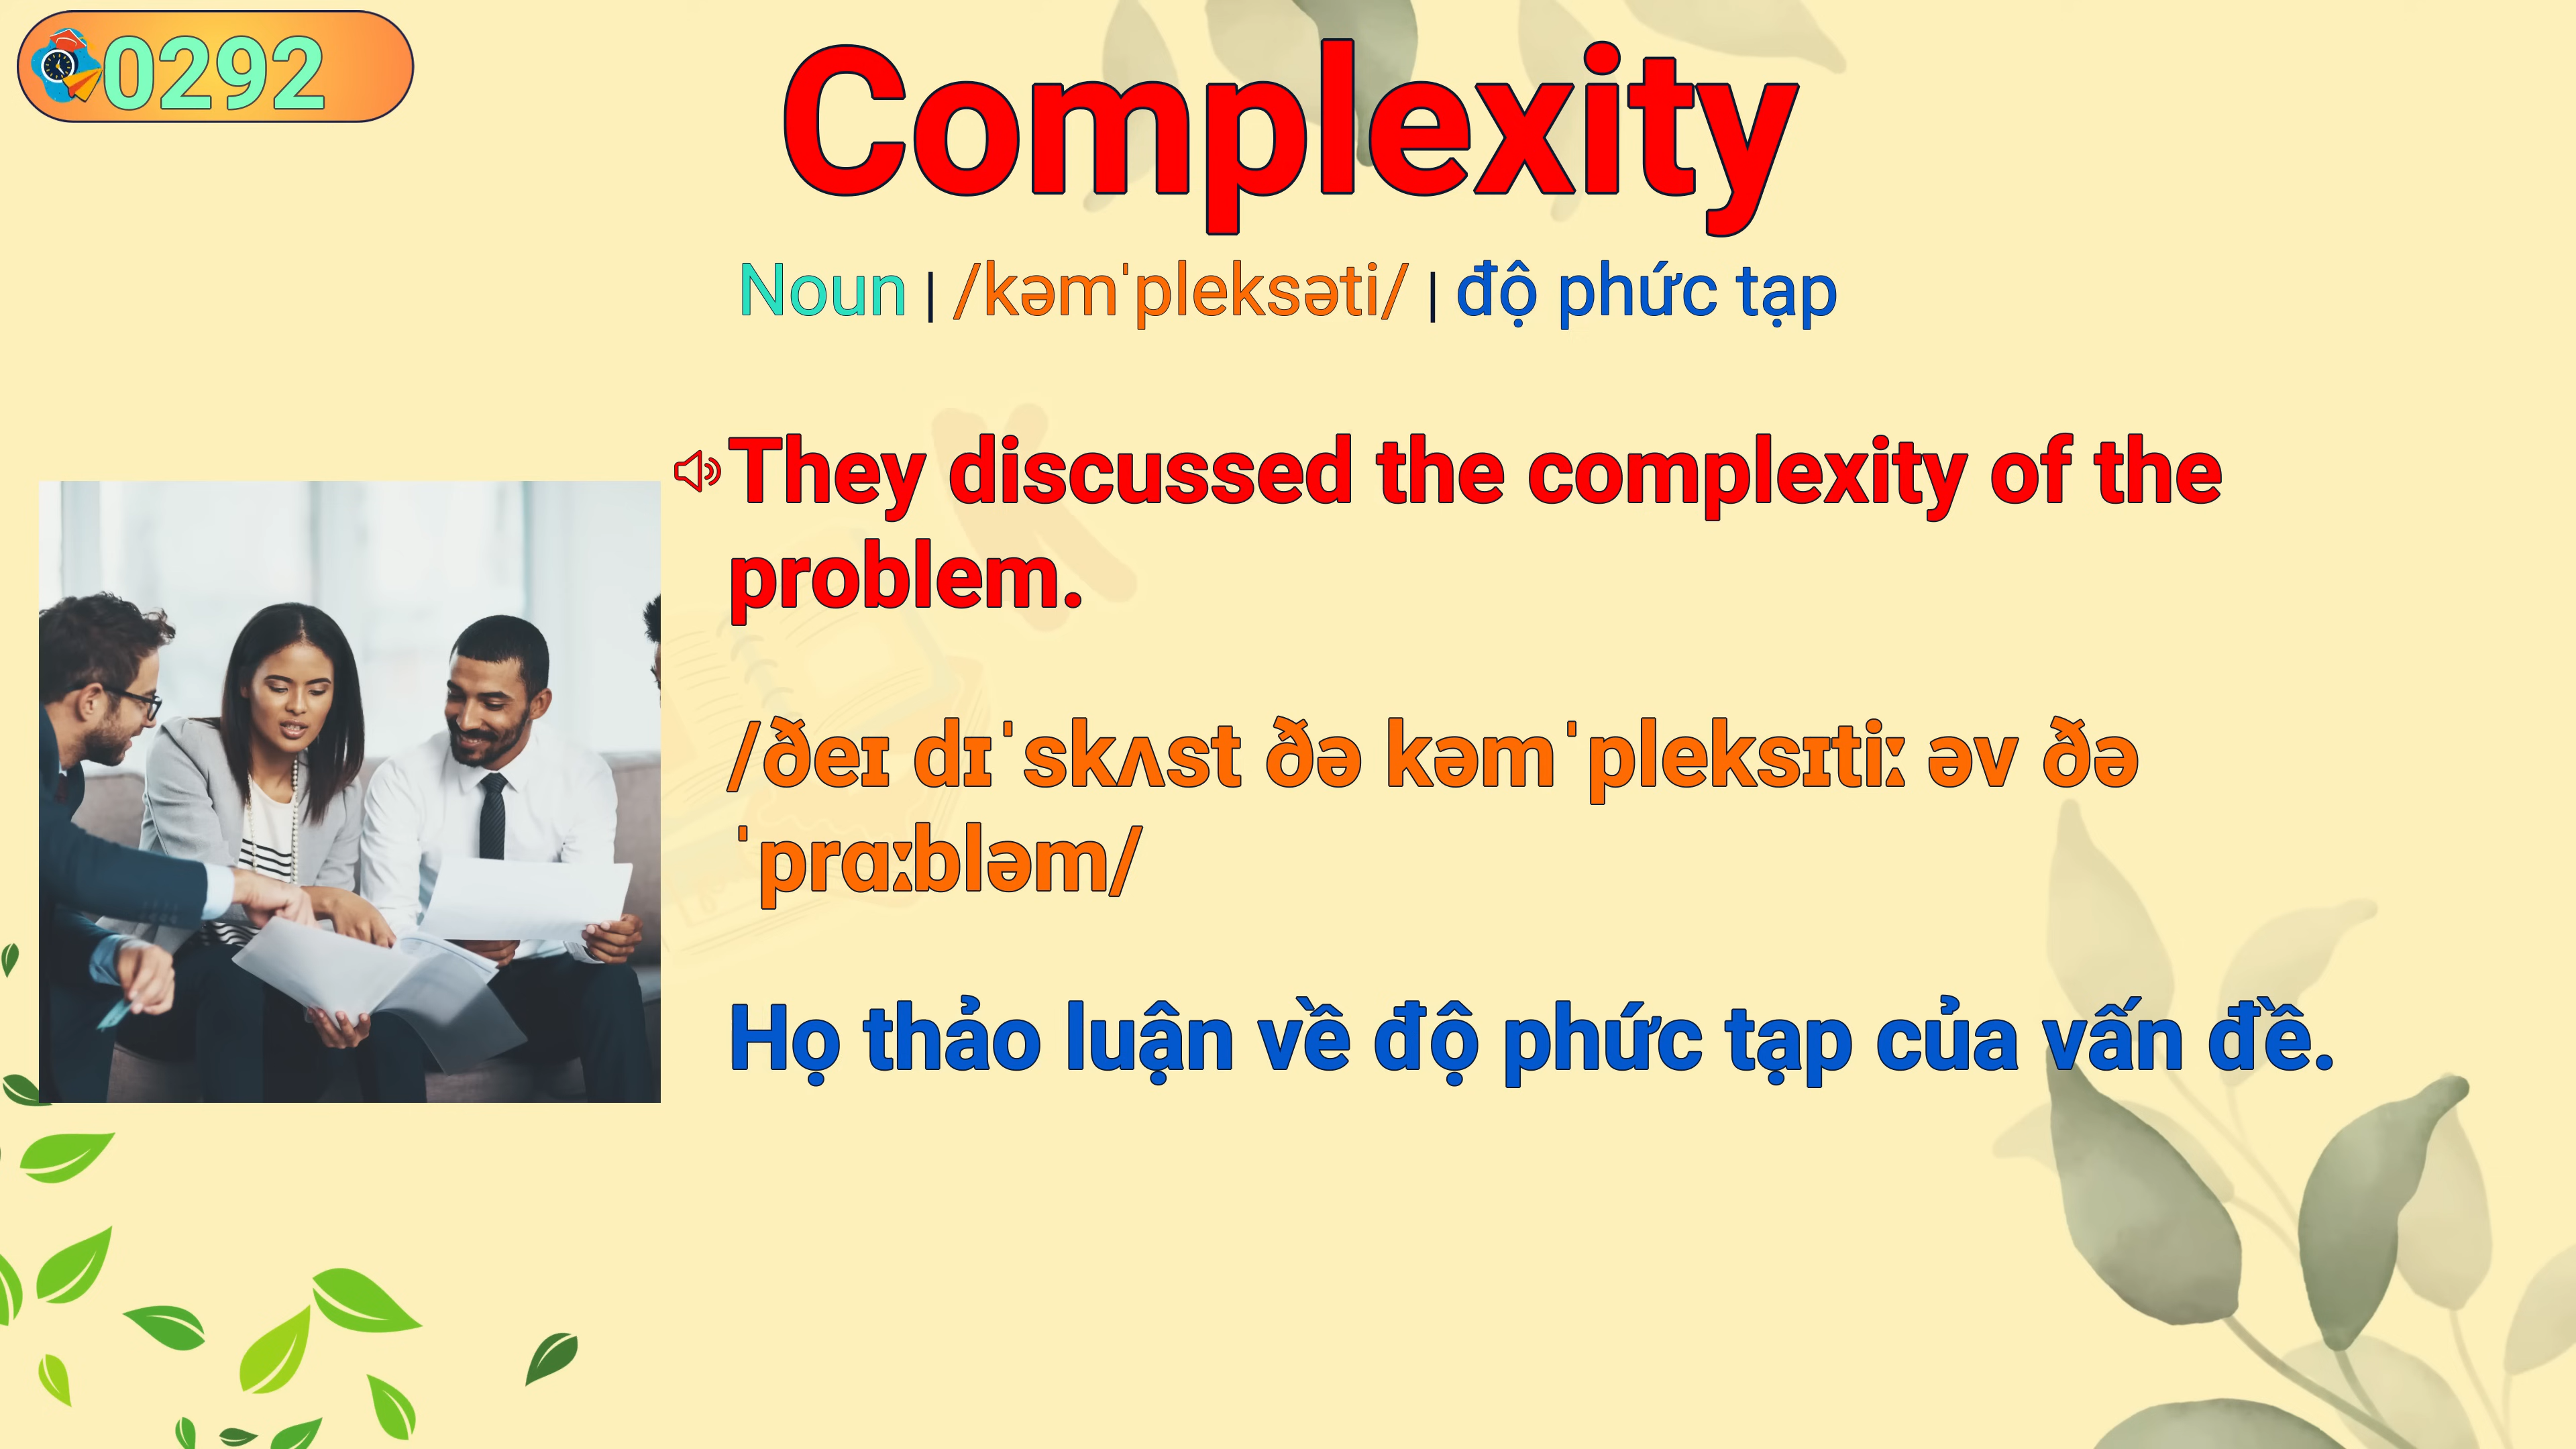 0292
Complexity
Noun | /kəmˈpleksəti/ | độ phức tạp
They discussed the complexity of the
problem.
/ðeɪ dɪˈskʌst ðə kəmˈpleksɪtiː əv ðə
ˈprɑːbləm/
Họ thảo luận về độ phức tạp của vấn đề.